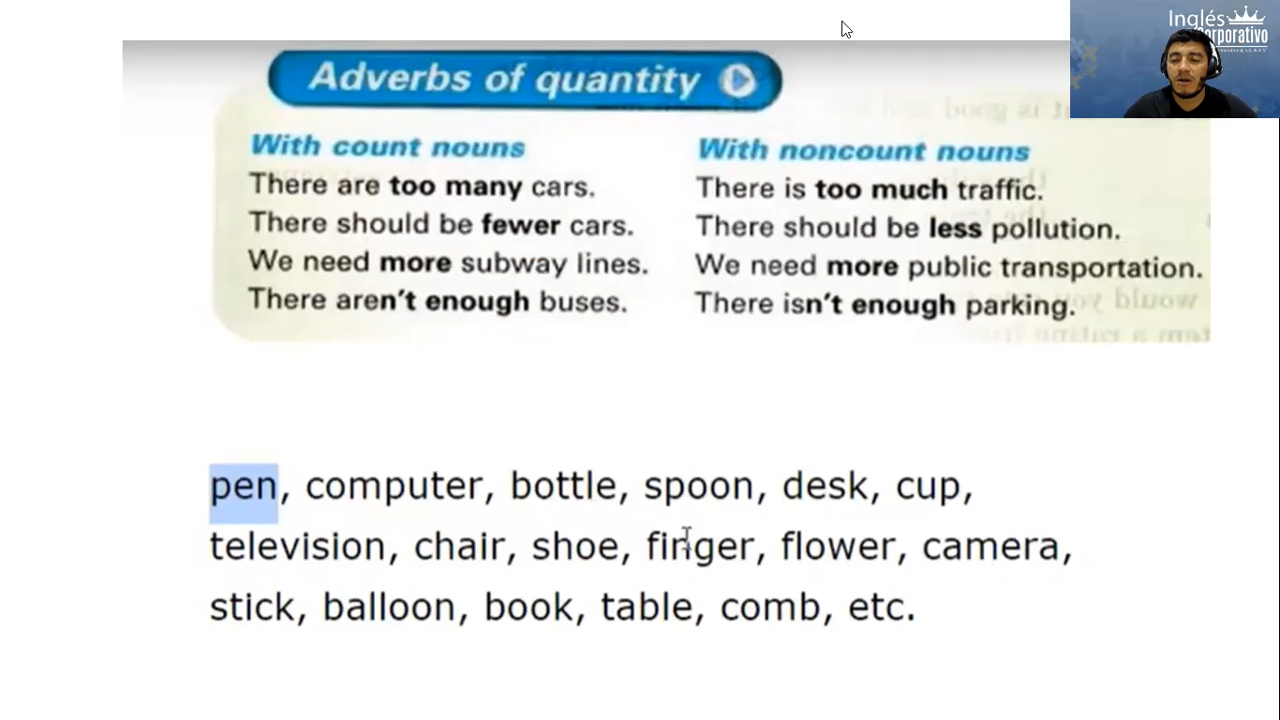 Inglés
Corporativo
Adverbs of quantity
With count nouns
There are too many cars.
There should be fewer cars.
We need more subway lines.
There aren't enough buses.
With noncount nouns
There is too much traffic.
There should be less pollution.
We need more public transportation.
There isn't enough parking.
pen, computer, bottle, spoon, desk, cup,
television, chair, shoe, finger, flower, camera,
stick, balloon, book, table, comb, etc.